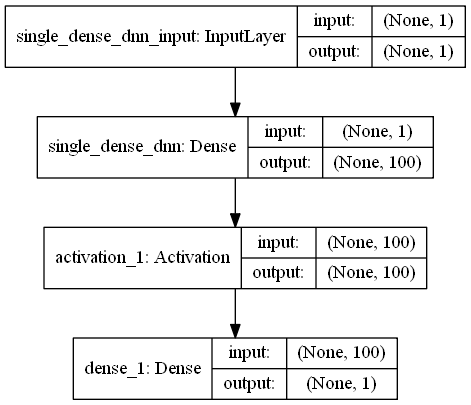 single_dense_dnn_input: InputLayer
input: (None, 1)
output: (None, 1)
single_dense_dnn: Dense
input: (None, 1)
output: (None, 100)
activation_1: Activation
input: (None, 100)
output: (None, 100)
dense_1: Dense
input: (None, 100)
output: (None, 1)